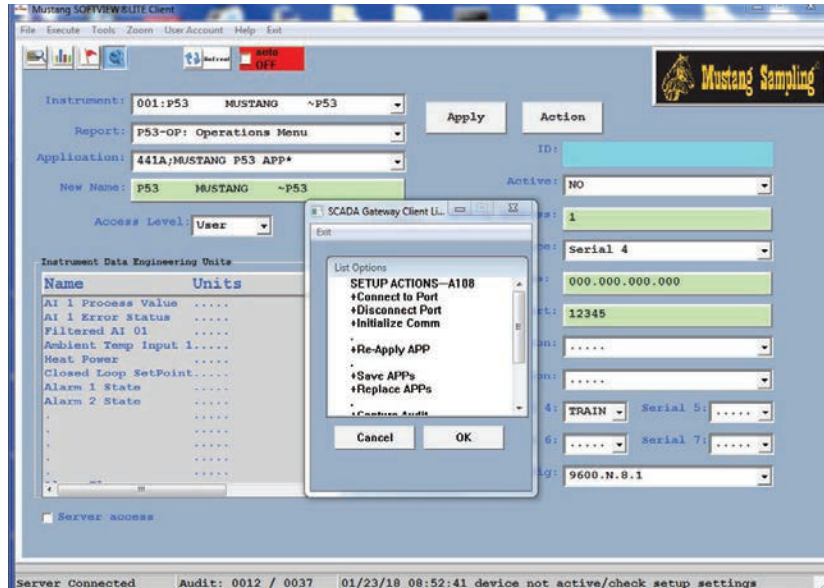 Mustang SOFTVIEW®LITE Client
File Execute Tools Zoom User Account Help Exit
Refresh
auto OFF
Mustang Sampling
Instrument: 001:P53 MUSTANG ~P53
Apply
Action
Report: P53-OP: Operations Menu
ID:
Application: 441A;MUSTANG P53 APP*
Active: NO
New Name: P53 MUSTANG ~P53
1
Access Level: User
Serial 4
Instrument Data Engineering Units
Name Units
AI 1 Process Value .....
AI 1 Error Status .....
Filtered AI 01 .....
Ambient Temp Input 1.....
Heat Power .....
Closed Loop SetPoint.....
Alarm 1 State .....
Alarm 2 State .....
. .....
. .....
. .....
. .....
. .....
000.000.000.000
12345
.....
.....
4: TRAIN Serial 5: .....
6: ..... Serial 7: .....
9600.N.8.1
SCADA Gateway Client Li...
Exit
List Options
SETUP ACTIONS—A108
+Connect to Port
+Disconnect Port
+Initialize Comm
.
+Re-Apply APP
.
+Save APPs
+Replace APPs
.
+Capture Audit
Cancel OK
Server access
Server Connected Audit: 0012 / 0037 01/23/18 08:52:41 device not active/check setup settings